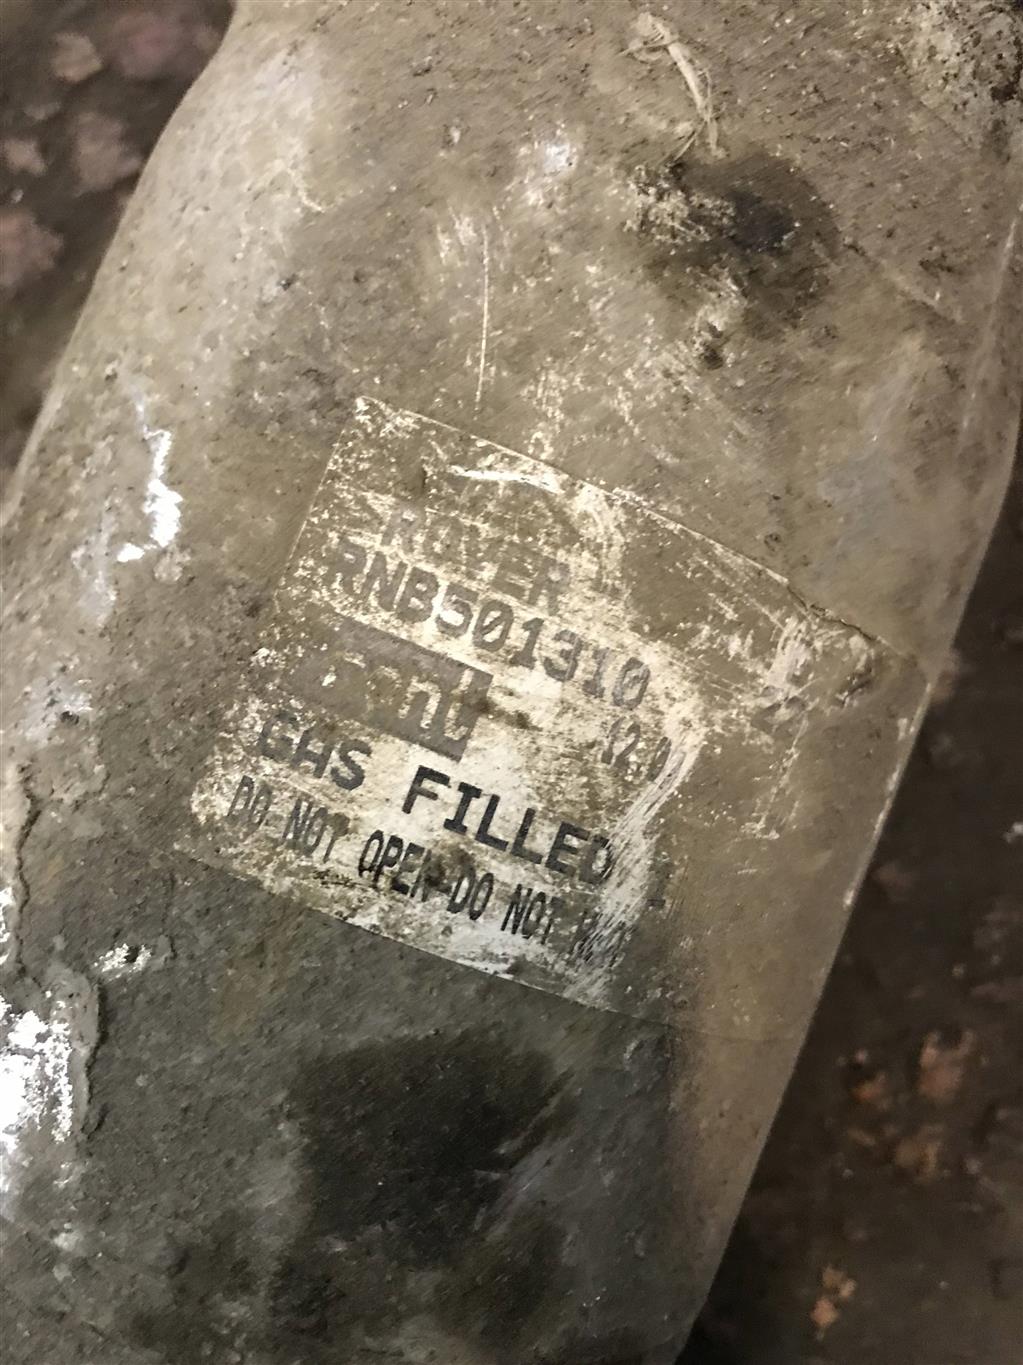 ROVER
RNB501310
GAS FILLED
DO NOT OPEN-DO NOT